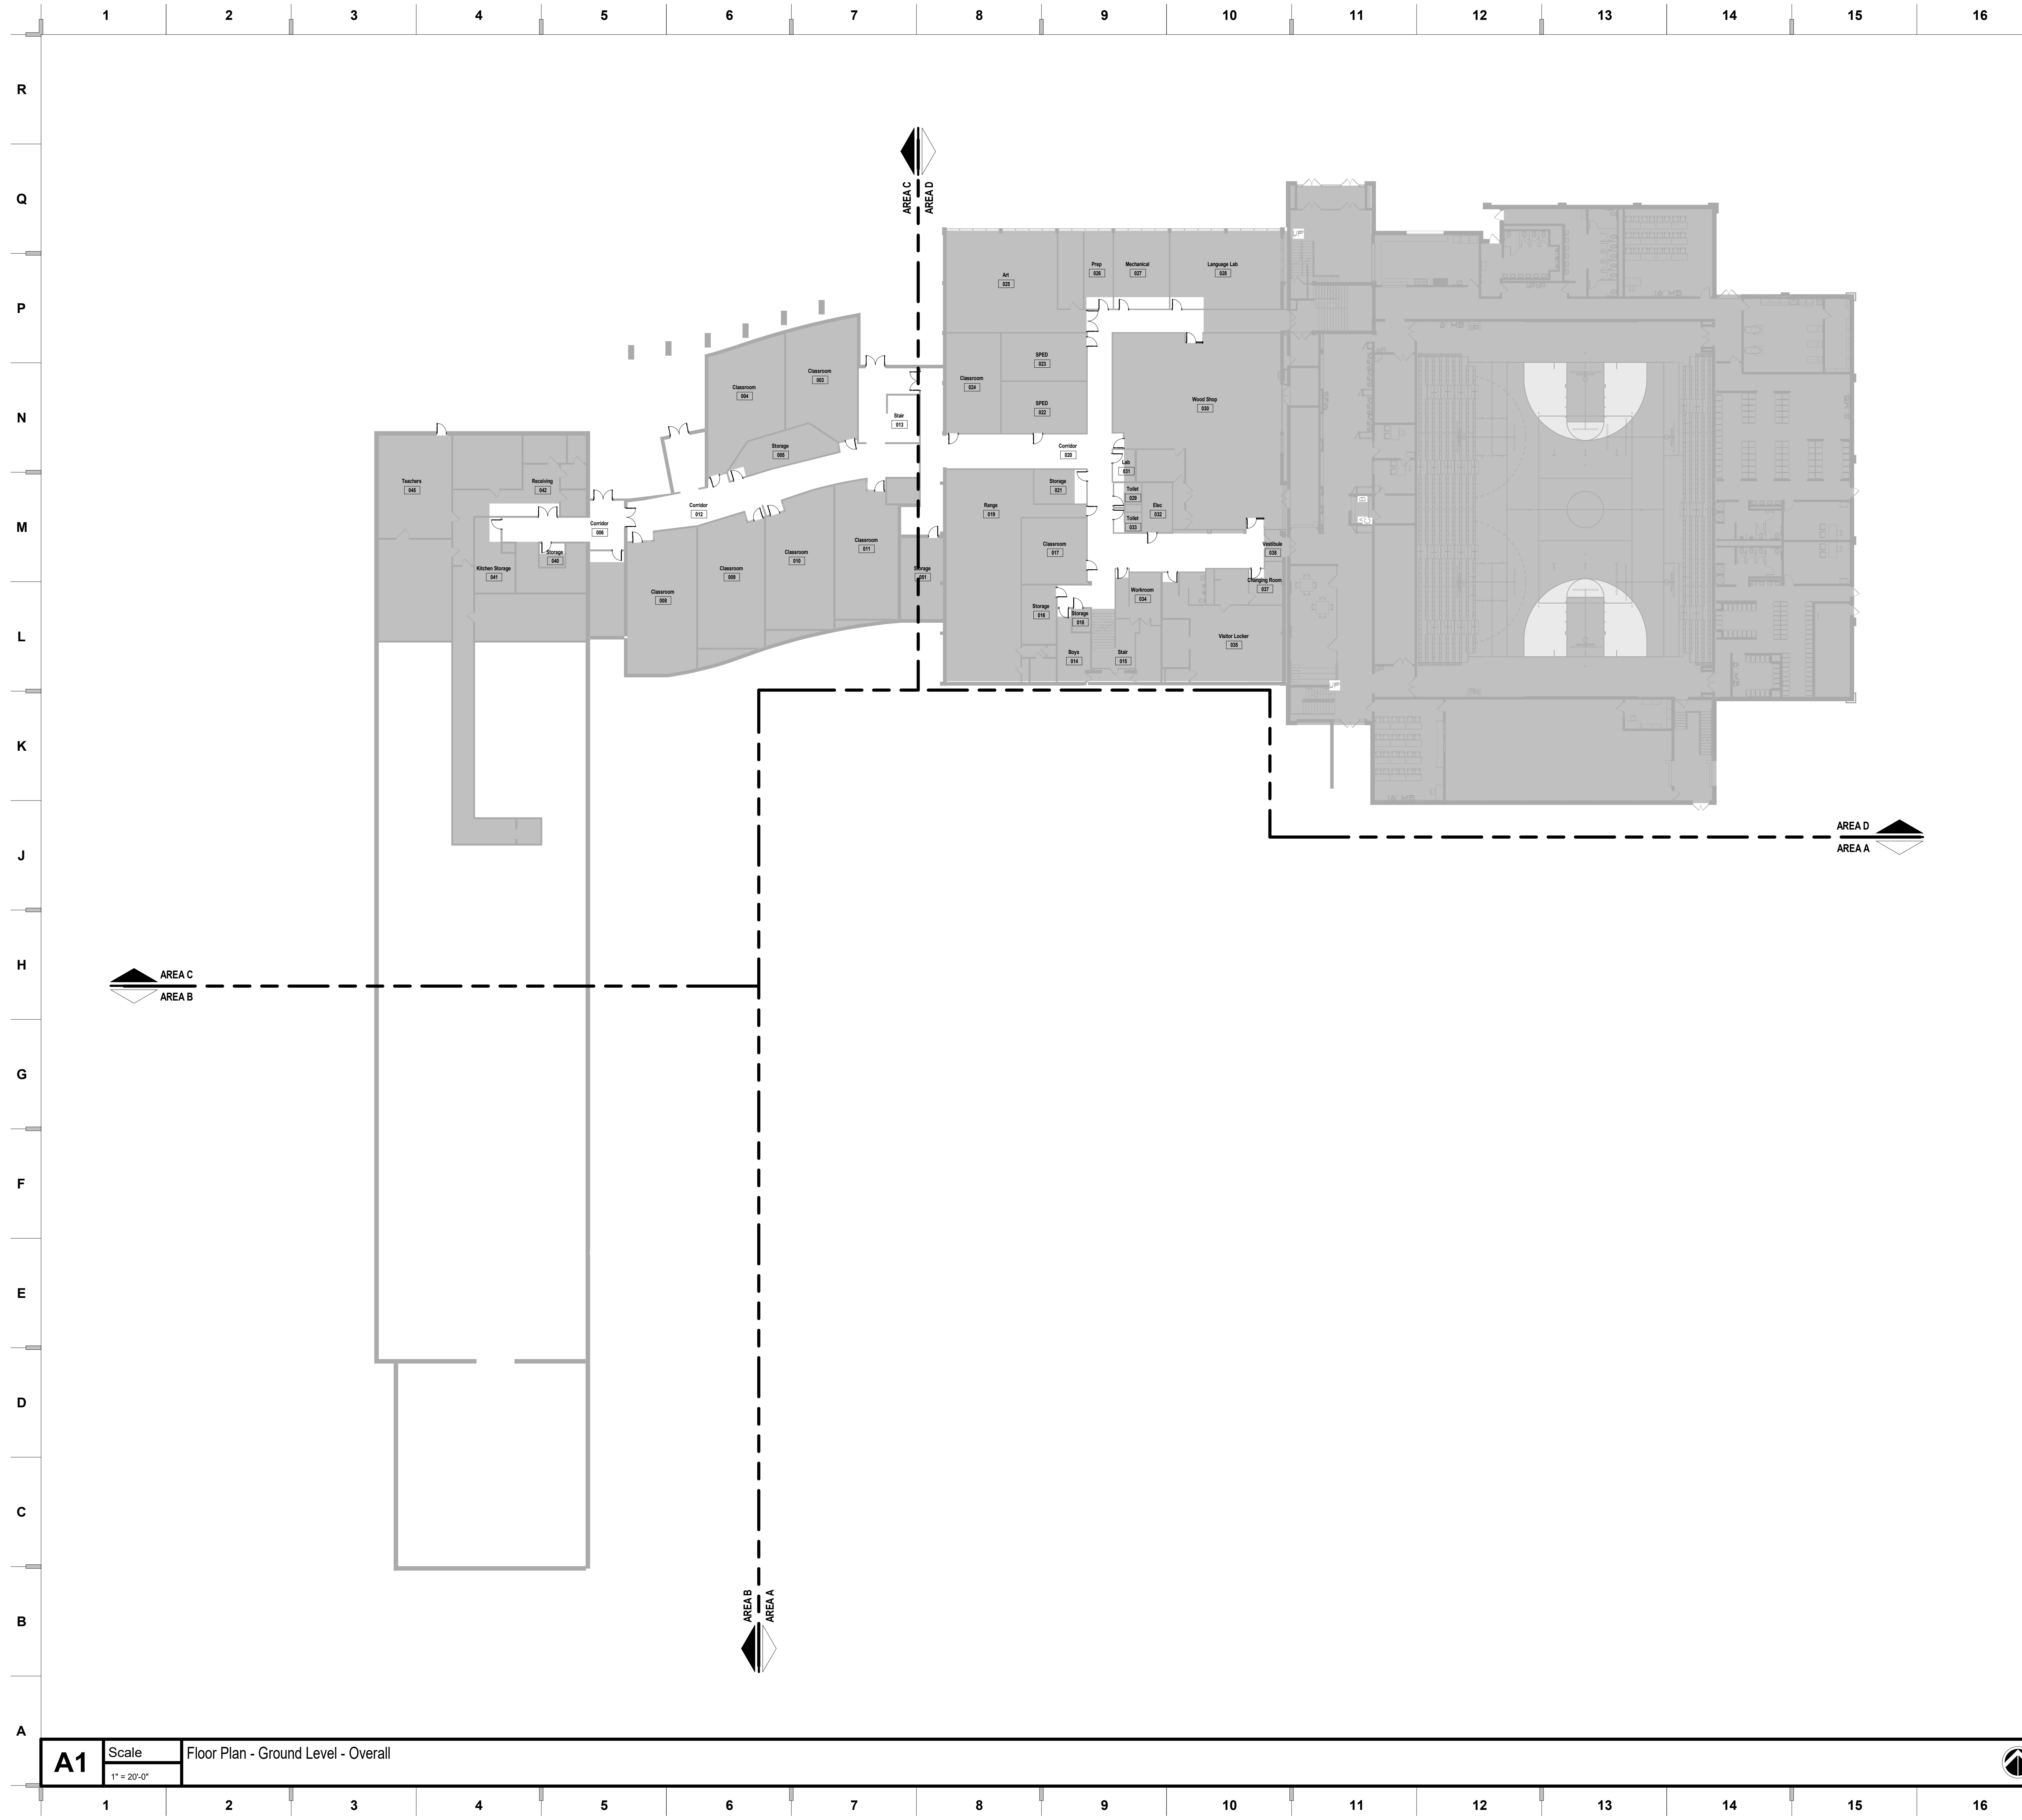 1 2 3 4 5 6 7 8 9 10 11 12 13 14 15 16
R
Q
P
N
M
L
K
J
H
G
F
E
D
C
B
A
AREA C
AREA D
UP
Art
025
Prep
026
Mechanical
027
Language Lab
028
Classroom
003
Classroom
004
Classroom
024
SPED
023
SPED
022
Wood Shop
030
Stair
013
Storage
005
Corridor
020
Lab
031
Teachers
045
Receiving
042
Storage
021
Toilet
029
Range
019
Elec
032
Toilet
033
Corridor
012
Corridor
006
Classroom
011
Classroom
017
Vestibule
038
Storage
040
Classroom
010
Kitchen Storage
041
Classroom
009
Storage
051
Changing Room
037
Classroom
008
Workroom
034
Storage
016
Storage
018
Visitor Locker
035
Boys
014
Stair
015
UP
AREA D
AREA A
AREA C
AREA B
AREA B
AREA A
A1
Scale
1" = 20'-0"
Floor Plan - Ground Level - Overall
1 2 3 4 5 6 7 8 9 10 11 12 13 14 15 16